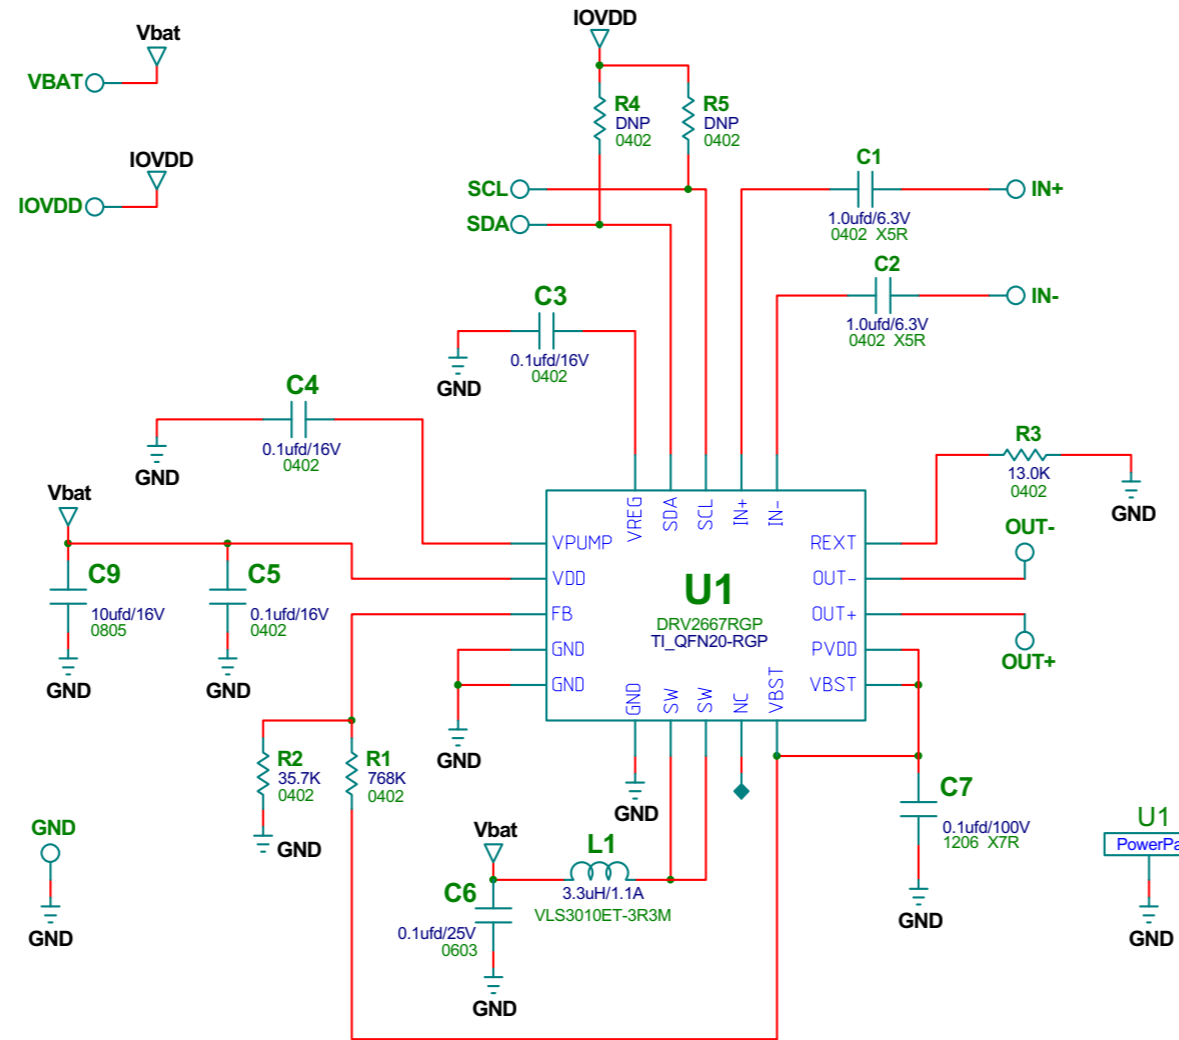 Vbat
VBAT
IOVDD
IOVDD
IOVDD
R4
DNP
0402
R5
DNP
0402
SCL
SDA
C1
1.0ufd/6.3V
0402 X5R
IN+
C2
1.0ufd/6.3V
0402 X5R
IN-
C3
0.1ufd/16V
0402
GND
C4
0.1ufd/16V
0402
GND
R3
13.0K
0402
GND
Vbat
C9
10ufd/16V
0805
GND
C5
0.1ufd/16V
0402
GND
VREG
SDA
SCL
IN+
IN-
VPUMP
VDD
FB
GND
GND
U1
DRV2667RGP
TI_QFN20-RGP
REXT
OUT-
OUT+
PVDD
VBST
GND
SW
SW
NC
VBST
OUT-
OUT+
GND
GND
R2
35.7K
0402
GND
R1
768K
0402
Vbat
L1
3.3uH/1.1A
VLS3010ET-3R3M
C6
0.1ufd/25V
0603
GND
C7
0.1ufd/100V
1206 X7R
GND
GND
GND
U1
PowerPa
GND